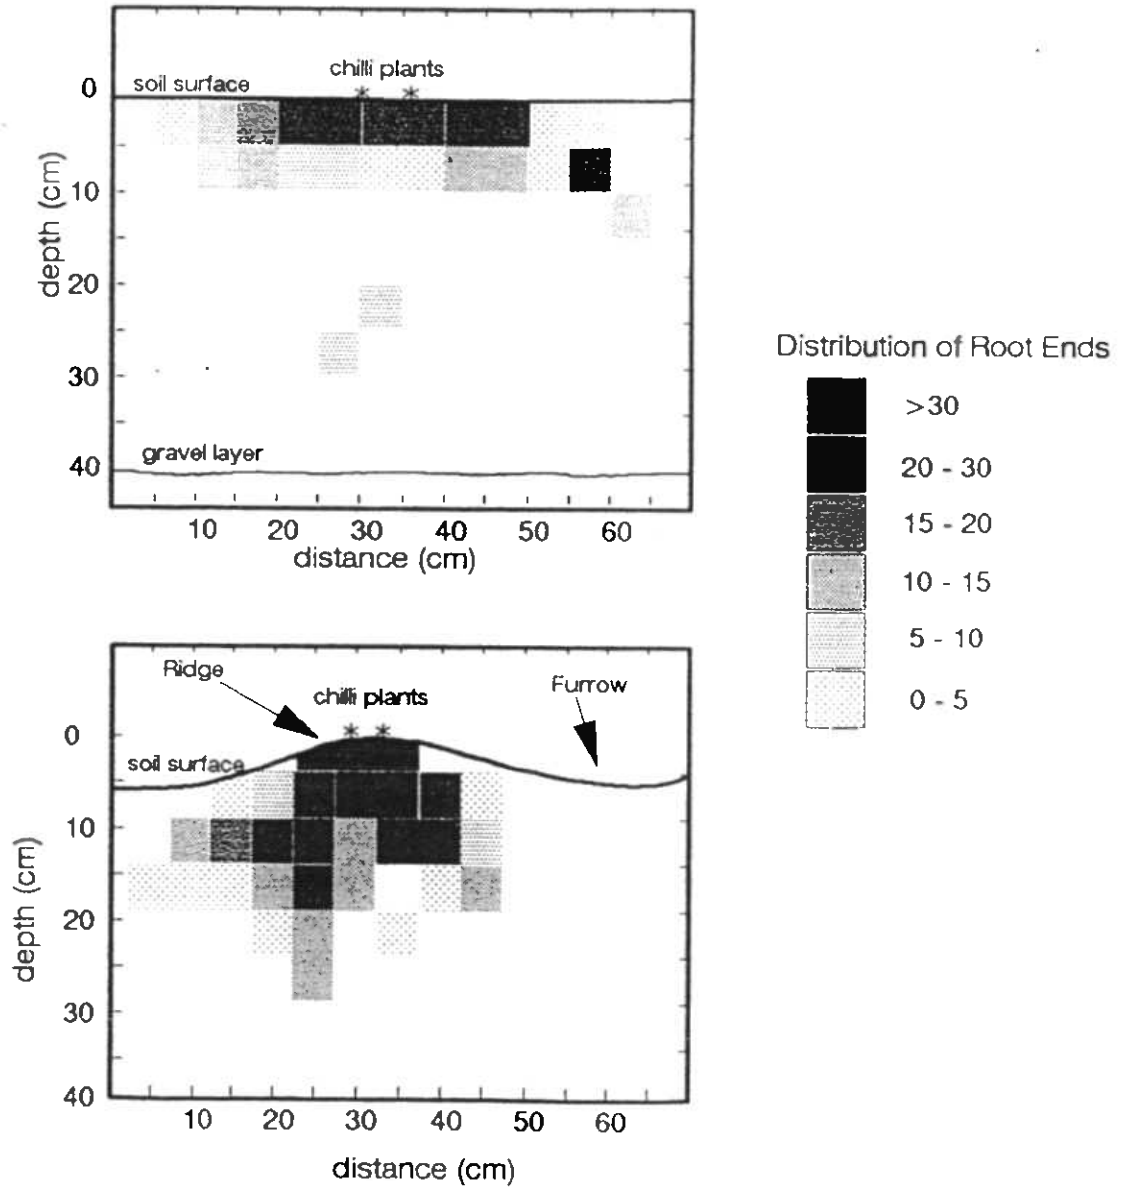 chilli plants
* *
soil surface
0
10
20
30
40
depth (cm)
gravel layer
10 20 30 40 50 60
distance (cm)
Distribution of Root Ends
>30
20 - 30
15 - 20
10 - 15
5 - 10
0 - 5
Ridge
chilli plants
Furrow
* *
soil surface
0
10
20
30
40
depth (cm)
10 20 30 40 50 60
distance (cm)